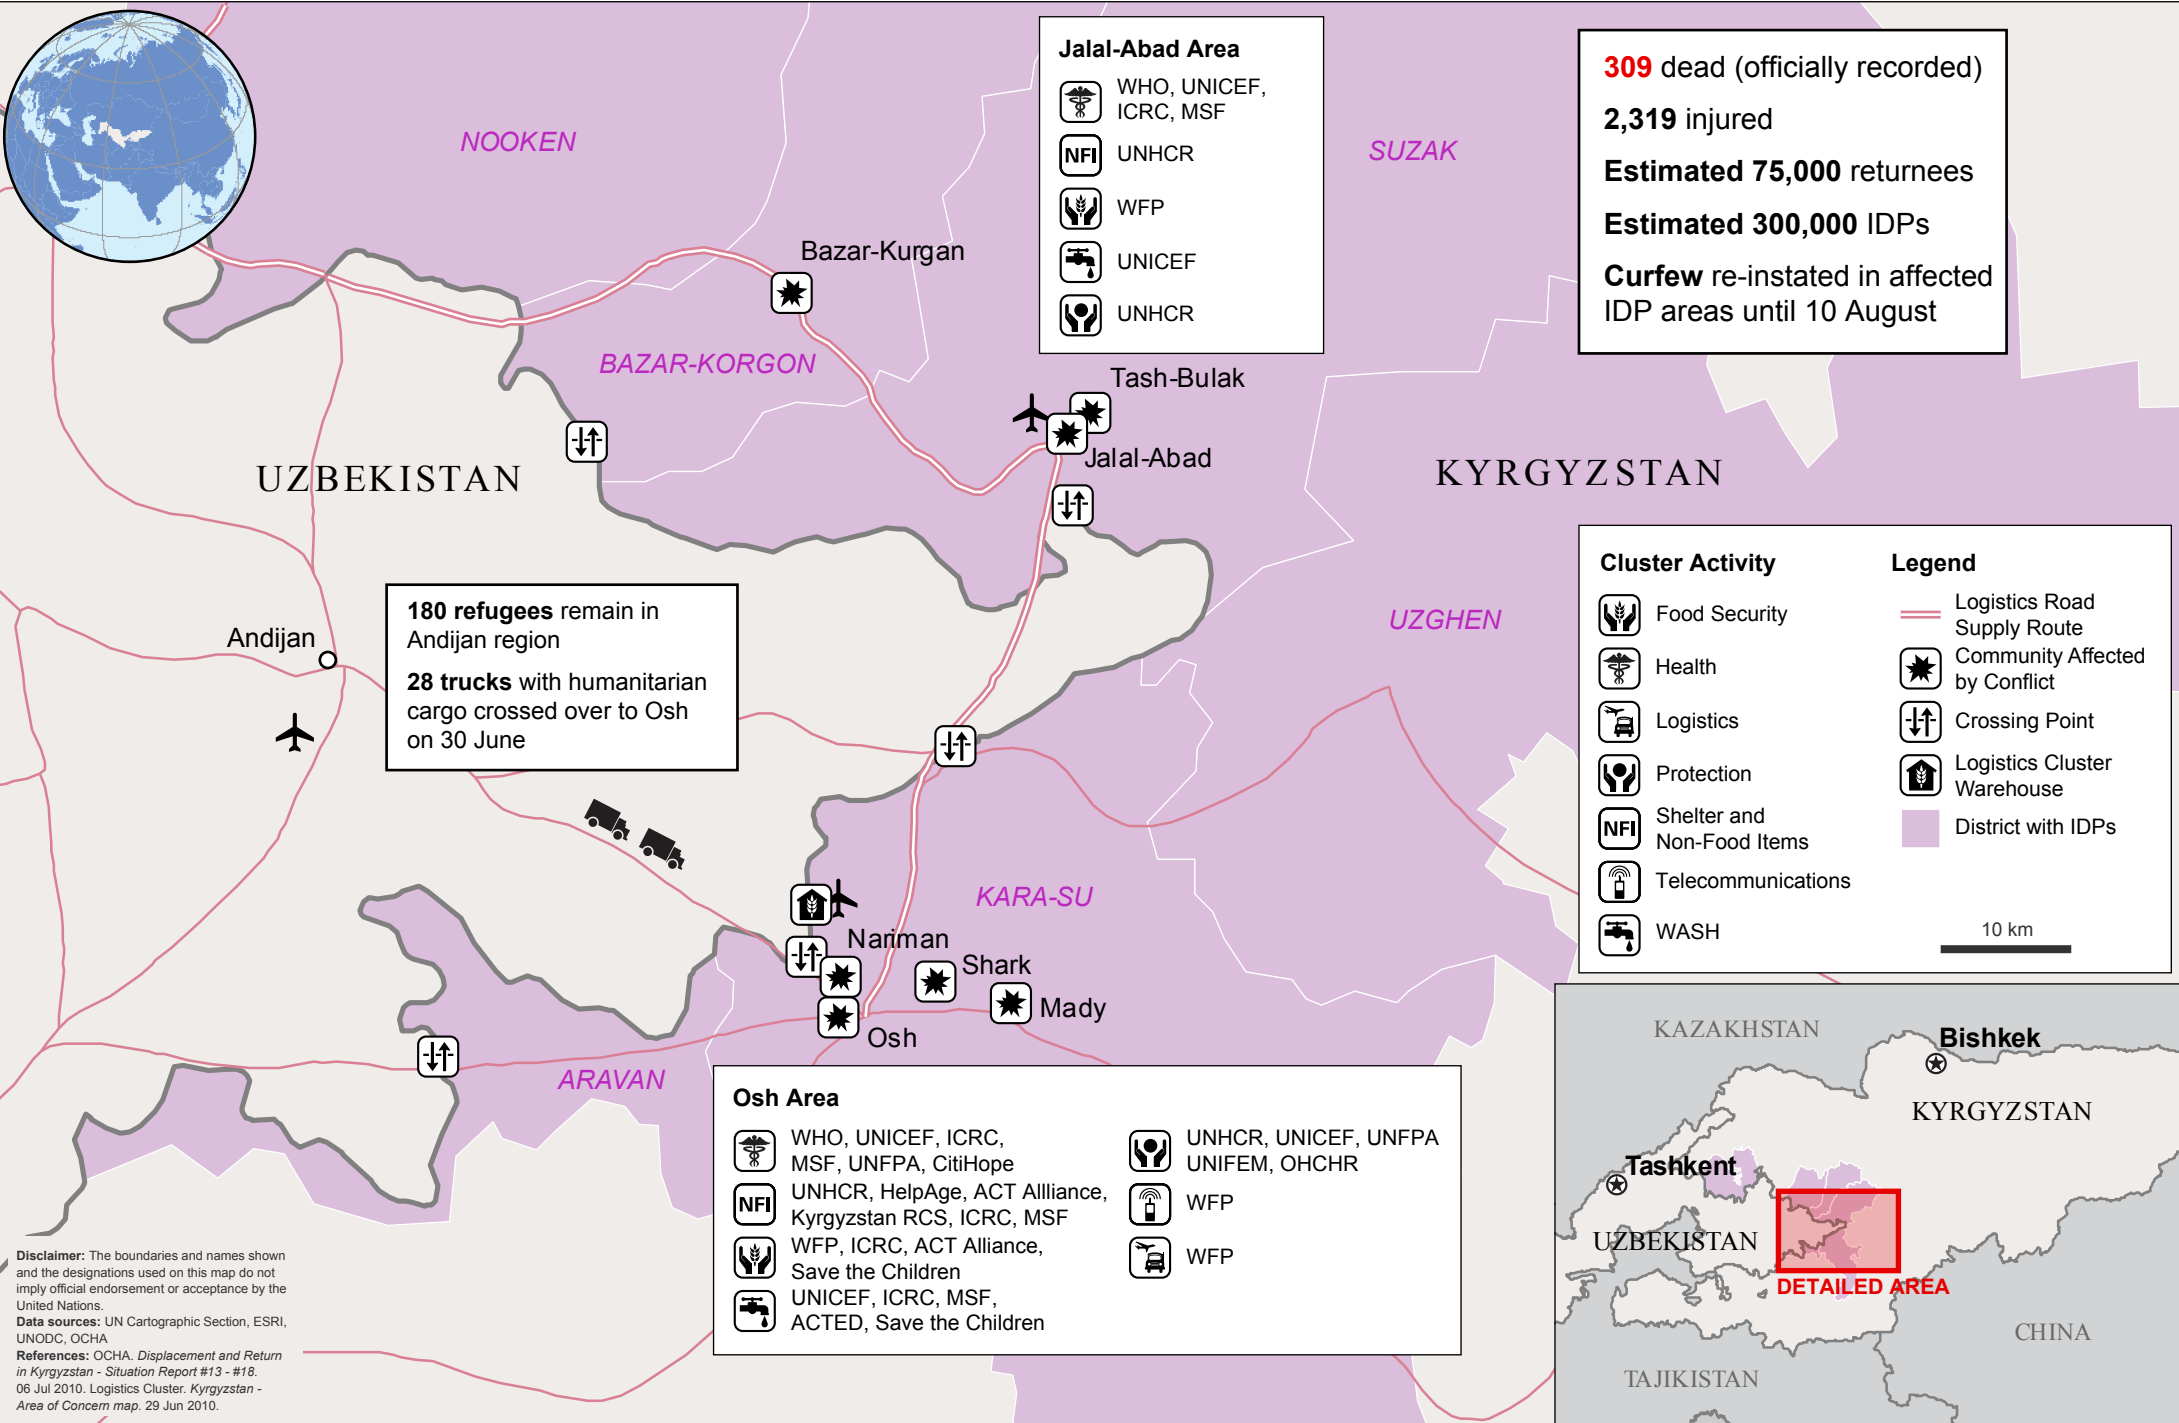 NOOKEN
Bazar-Kurgan
BAZAR-KORGON
UZBEKISTAN
Jalal-Abad Area
WHO, UNICEF,
ICRC, MSF
NFI
UNHCR
WFP
UNICEF
UNHCR
SUZAK
309 dead (officially recorded)
2,319 injured
Estimated 75,000 returnees
Estimated 300,000 IDPs
Curfew re-instated in affected
IDP areas until 10 August
Tash-Bulak
Jalal-Abad
KYRGYZSTAN
UZGHEN
Andijan
180 refugees remain in
Andijan region
28 trucks with humanitarian
cargo crossed over to Osh
on 30 June
Cluster Activity
Food Security
Health
Logistics
Protection
NFI
Shelter and
Non-Food Items
Telecommunications
WASH
Legend
Logistics Road
Supply Route
Community Affected
by Conflict
Crossing Point
Logistics Cluster
Warehouse
District with IDPs
10 km
KARA-SU
Nariman
Shark
Mady
Osh
ARAVAN
Osh Area
WHO, UNICEF, ICRC,
MSF, UNFPA, CitiHope
NFI
UNHCR, HelpAge, ACT Allliance,
Kyrgyzstan RCS, ICRC, MSF
WFP, ICRC, ACT Alliance,
Save the Children
UNICEF, ICRC, MSF,
ACTED, Save the Children
UNHCR, UNICEF, UNFPA
UNIFEM, OHCHR
WFP
WFP
KAZAKHSTAN
Bishkek
KYRGYZSTAN
Tashkent
UZBEKISTAN
DETAILED AREA
CHINA
TAJIKISTAN
Disclaimer: The boundaries and names shown
and the designations used on this map do not
imply official endorsement or acceptance by the
United Nations.
Data sources: UN Cartographic Section, ESRI,
UNODC, OCHA
References: OCHA. Displacement and Return
in Kyrgyzstan - Situation Report #13 - #18.
06 Jul 2010. Logistics Cluster. Kyrgyzstan -
Area of Concern map. 29 Jun 2010.